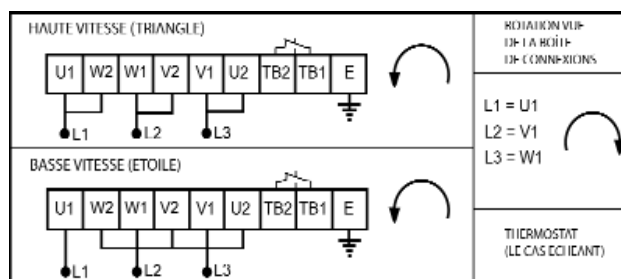 HAUTE VITESSE (TRIANGLE)
U1 W2 W1 V2 V1 U2 TB2 TB1 E
L1 L2 L3
BASSE VITESSE (ETOILE)
U1 W2 W1 V2 V1 U2 TB2 TB1 E
L1 L2 L3
ROTATION VUE
DE LA BOÎTE
DE CONNEXIONS
L1 = U1
L2 = V1
L3 = W1
THERMOSTAT
(LE CAS ECHEANT)